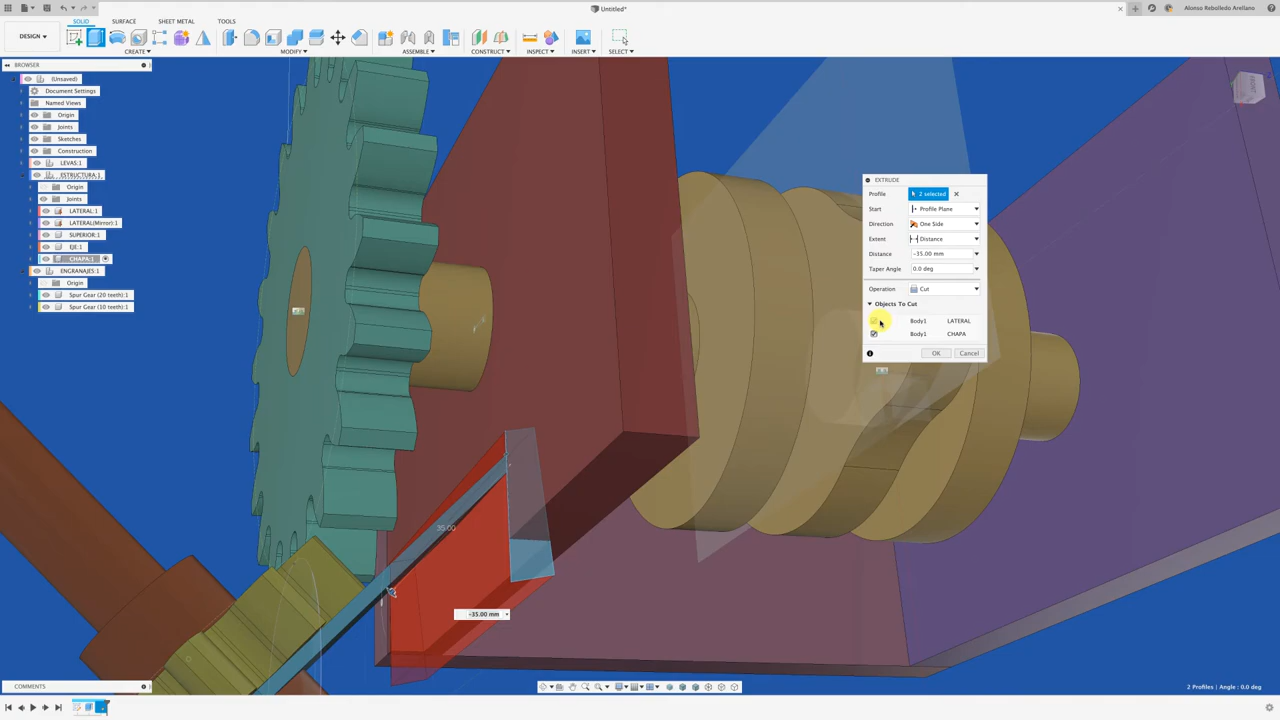 Untitled*
Alonso Rebolledo Arellano
DESIGN
SOLID SURFACE SHEET METAL TOOLS
CREATE MODIFY ASSEMBLE CONSTRUCT INSPECT INSERT SELECT
BROWSER
(Unsaved)
Document Settings
Named Views
Origin
Joints
Sketches
Construction
LEVAS:1
ESTRUCTURA:1
Origin
Joints
LATERAL:1
LATERAL(Mirror):1
SUPERIOR:1
EJE:1
CHAPA:1
ENGRANAJES:1
Origin
Spur Gear (20 teeth):1
Spur Gear (10 teeth):1
EXTRUDE
Profile 2 selected
Start Profile Plane
Direction One Side
Extent Distance
Distance -35.00 mm
Taper Angle 0.0 deg
Operation Cut
Objects To Cut
Body1 LATERAL
Body1 CHAPA
OK Cancel
35.00
-35.00 mm
COMMENTS
2 Profiles | Angle : 0.0 deg